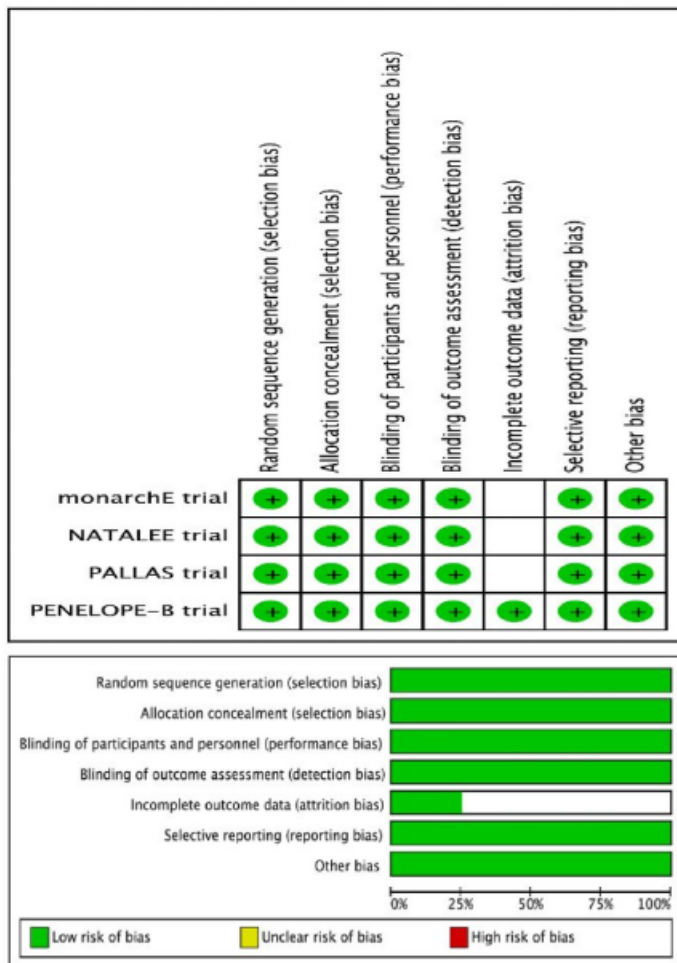 Random sequence generation (selection bias)
Allocation concealment (selection bias)
Blinding of participants and personnel (performance bias)
Blinding of outcome assessment (detection bias)
Incomplete outcome data (attrition bias)
Selective reporting (reporting bias)
Other bias
monarchE trial + + + + + +
NATALEE trial + + + + + +
PALLAS trial + + + + + +
PENELOPE-B trial + + + + + + +
Random sequence generation (selection bias)
Allocation concealment (selection bias)
Blinding of participants and personnel (performance bias)
Blinding of outcome assessment (detection bias)
Incomplete outcome data (attrition bias)
Selective reporting (reporting bias)
Other bias
0% 25% 50% 75% 100%
Low risk of bias Unclear risk of bias High risk of bias